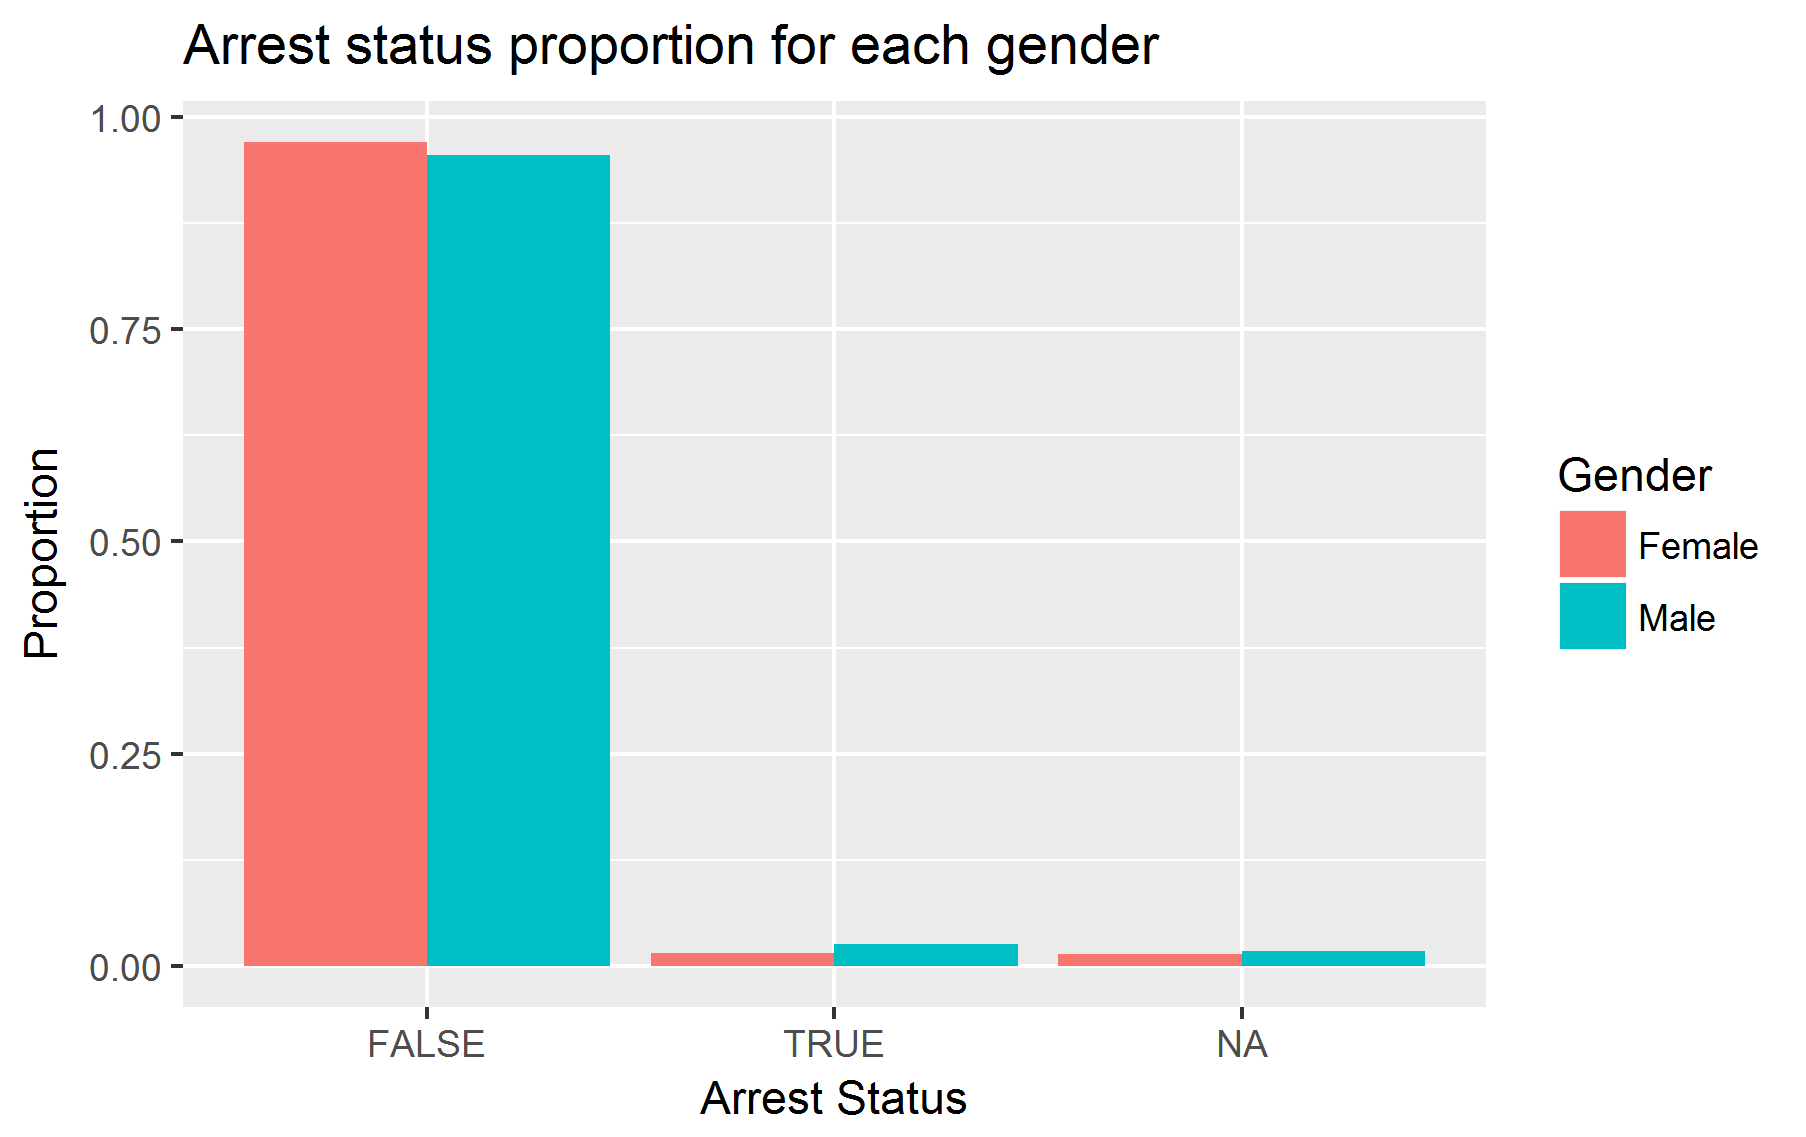 Arrest status proportion for each gender
1.00
0.75
0.50
0.25
0.00
Proportion
FALSE
TRUE
NA
Arrest Status
Gender
Female
Male